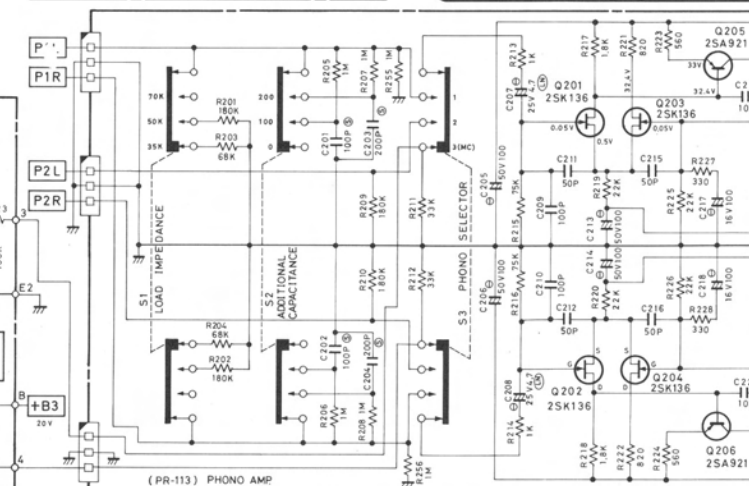 P1R
P2L
P2R
3
E2
B
+B3
20V
4
70K
50K
35K
R201
180K
R203
68K
S1
LOAD IMPEDANCE
R204
68K
R202
180K
200
100
0
R205
1M
R207
1M
R255
1M
C201
100P
C203
200P
S2
ADDITIONAL
CAPACITANCE
R209
180K
R210
180K
C202
100P
200P
C204
R206
1M
R208 1M
R256
1M
1
2
3(MC)
R211
33K
R212
33K
S3 PHONO SELECTOR
R213
1K
C207
25V 4.7
(LN)
Q201
2SK136
0.05V
0.5V
Q203
2SK136
0.05V
R217
1.8K
R221
820
32.4V
R223
560
Q205
2SA921
33V
32.4V
C205
50V100
C206
50V100
75K
R215
75K
R216
C209
100P
C210
100P
C211
50P
C215
50P
R219
22K
C213
50V100
C214
50V100
R220
22K
C212
50P
C216
50P
R225
22K
R226
22K
R227
330
C217
16V100
C218
16V100
R228
330
C208
25V4.7
(LN)
R214
1K
G
S
D
Q202
2SK136
S
G
D
Q204
2SK136
R218
1.8K
R222
820
R224
560
Q206
2SA921
(PR-113) PHONO AMP